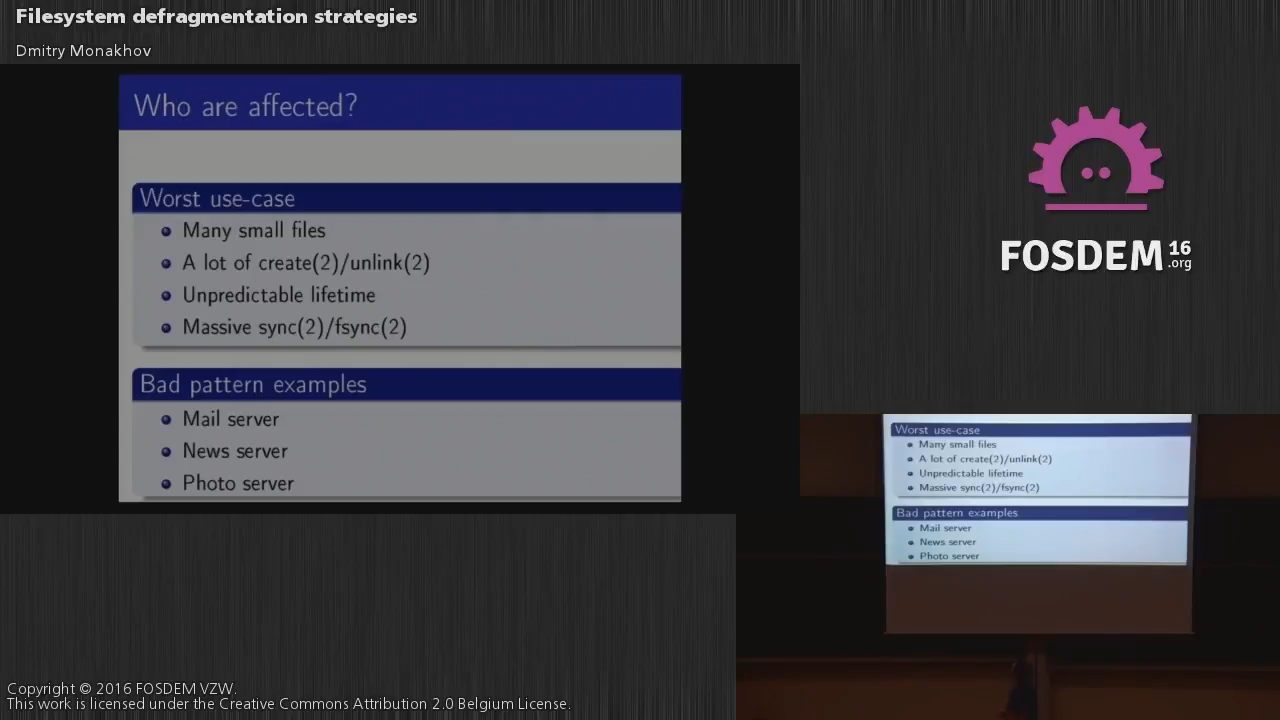 Filesystem defragmentation strategies
Dmitry Monakhov
Who are affected?
Worst use-case
Many small files
A lot of create(2)/unlink(2)
Unpredictable lifetime
Massive sync(2)/fsync(2)
Bad pattern examples
Mail server
News server
Photo server
FOSDEM 16
.org
Worst use-case
Many small files
A lot of create(2)/unlink(2)
Unpredictable lifetime
Massive sync(2)/fsync(2)
Bad pattern examples
Mail server
News server
Photo server
Copyright © 2016 FOSDEM VZW.
This work is licensed under the Creative Commons Attribution 2.0 Belgium License.